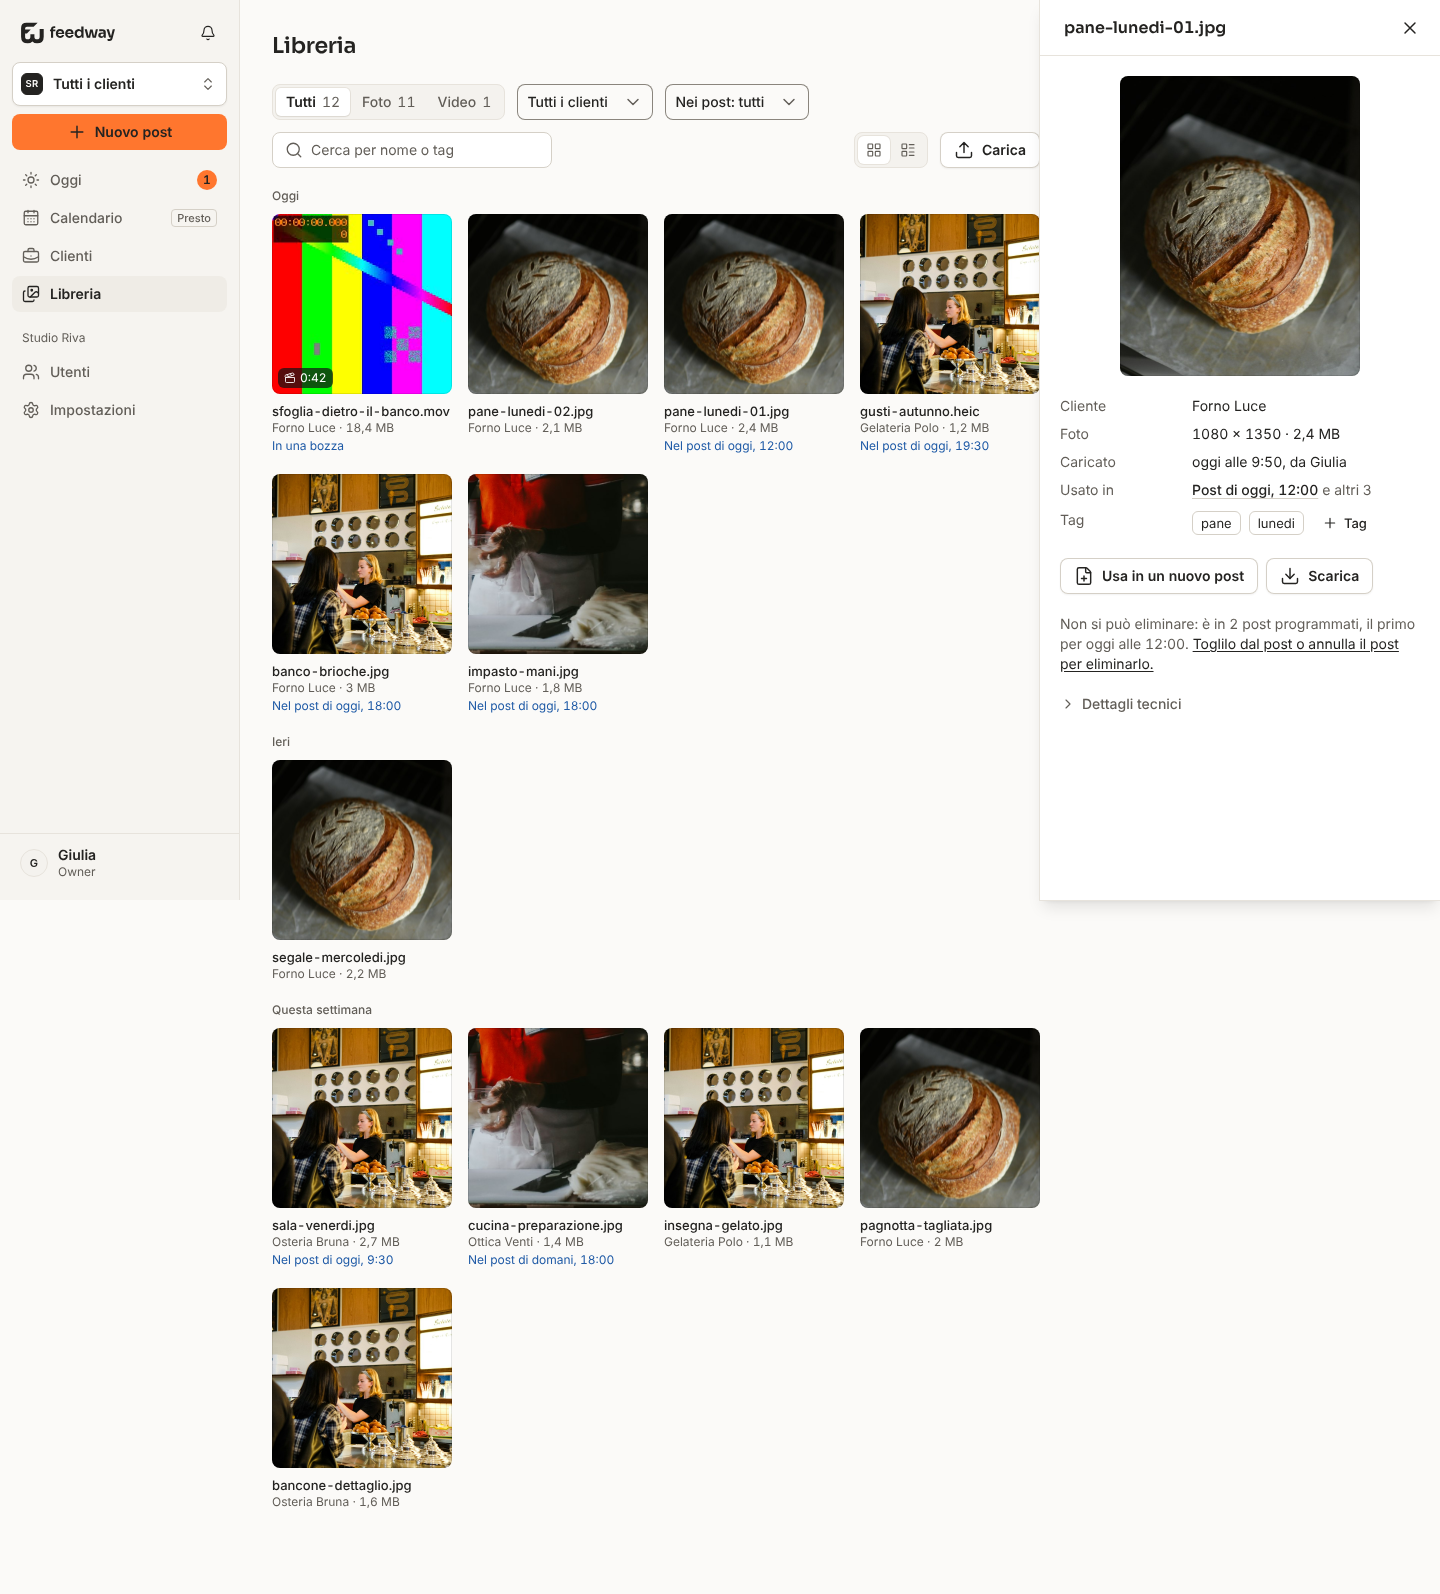 feedway
SR Tutti i clienti
Nuovo post
Oggi 1
Calendario Presto
Clienti
Libreria
Studio Riva
Utenti
Impostazioni
G Giulia
Owner
Libreria
Tutti 12 Foto 11 Video 1
Tutti i clienti
Nei post: tutti
Cerca per nome o tag
Carica
Oggi
00:00:00.000
0
0:42
sfoglia-dietro-il-banco.mov
Forno Luce · 18,4 MB
In una bozza
pane-lunedi-02.jpg
Forno Luce · 2,1 MB
pane-lunedi-01.jpg
Forno Luce · 2,4 MB
Nel post di oggi, 12:00
gusti-autunno.heic
Gelateria Polo · 1,2 MB
Nel post di oggi, 19:30
banco-brioche.jpg
Forno Luce · 3 MB
Nel post di oggi, 18:00
impasto-mani.jpg
Forno Luce · 1,8 MB
Nel post di oggi, 18:00
Ieri
segale-mercoledi.jpg
Forno Luce · 2,2 MB
Questa settimana
sala-venerdi.jpg
Osteria Bruna · 2,7 MB
Nel post di oggi, 9:30
cucina-preparazione.jpg
Ottica Venti · 1,4 MB
Nel post di domani, 18:00
insegna-gelato.jpg
Gelateria Polo · 1,1 MB
pagnotta-tagliata.jpg
Forno Luce · 2 MB
bancone-dettaglio.jpg
Osteria Bruna · 1,6 MB
pane-lunedi-01.jpg
Cliente Forno Luce
Foto 1080 × 1350 · 2,4 MB
Caricato oggi alle 9:50, da Giulia
Usato in Post di oggi, 12:00 e altri 3
Tag pane lunedi Tag
Usa in un nuovo post Scarica
Non si può eliminare: è in 2 post programmati, il primo
per oggi alle 12:00. Toglilo dal post o annulla il post
per eliminarlo.
Dettagli tecnici